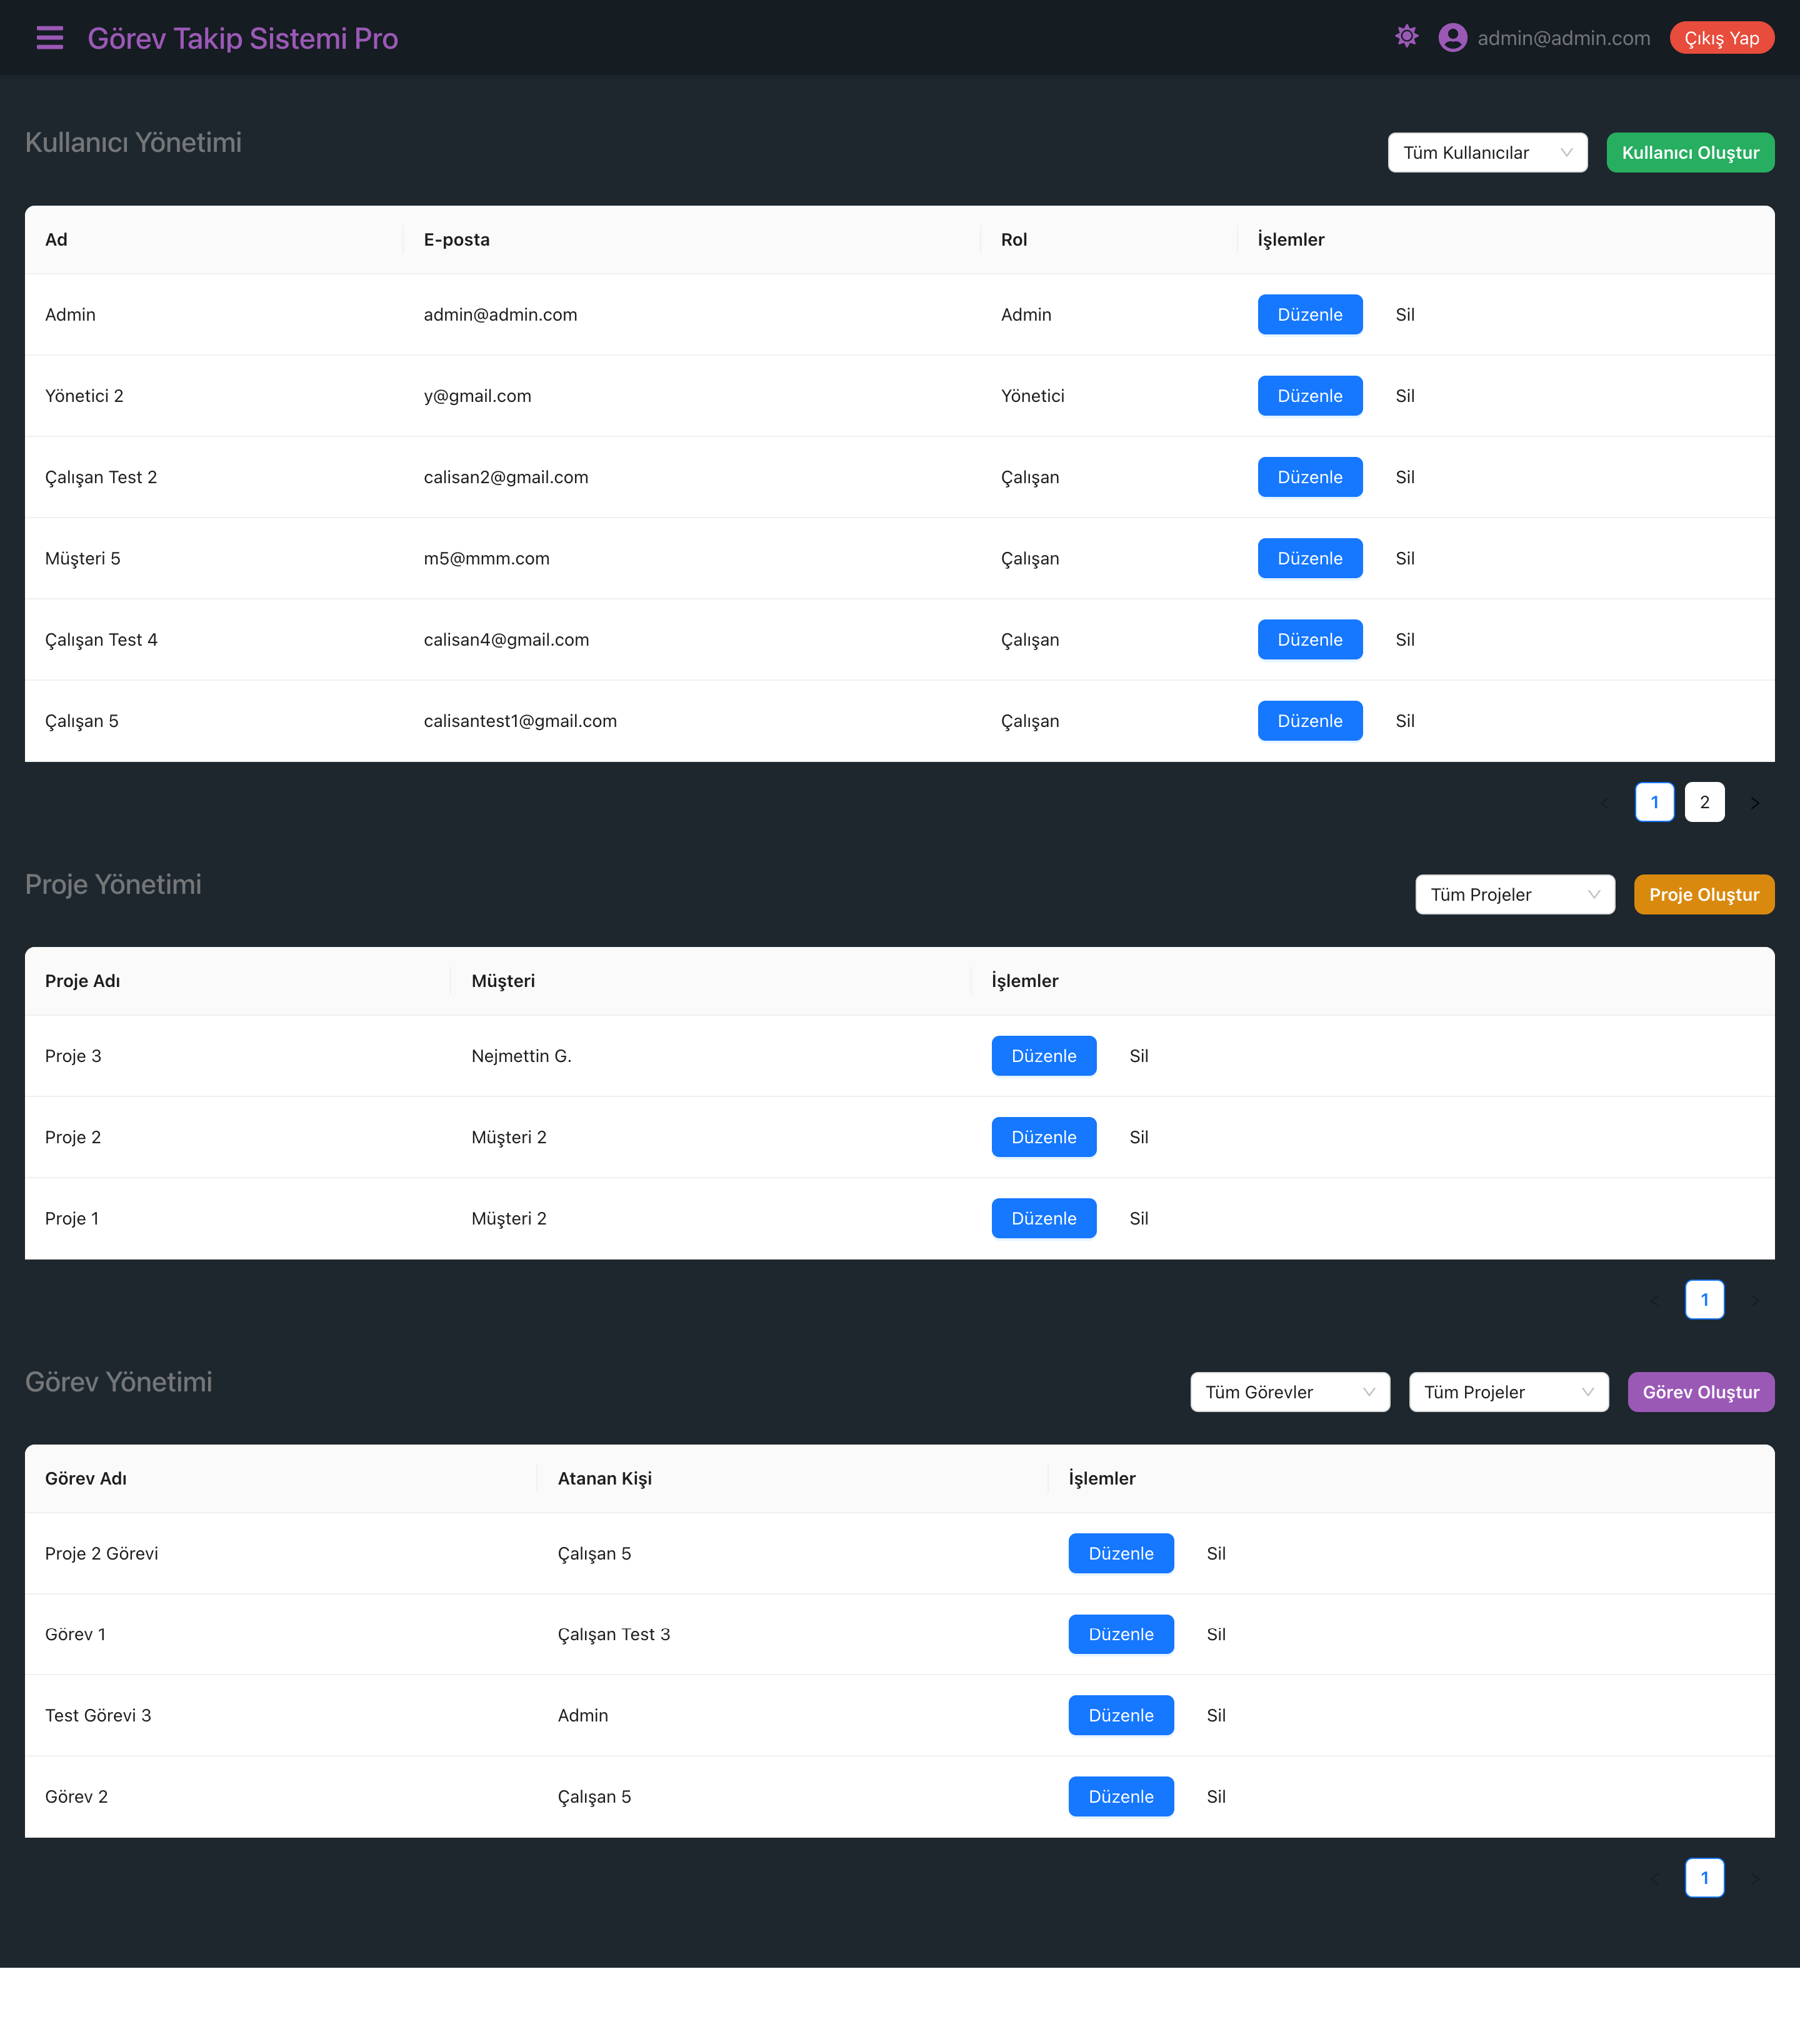 Görev Takip Sistemi Pro admin@admin.com Çıkış Yap
Kullanıcı Yönetimi Tüm Kullanıcılar Kullanıcı Oluştur
Ad E-posta Rol İşlemler
Admin admin@admin.com Admin Düzenle Sil
Yönetici 2 y@gmail.com Yönetici Düzenle Sil
Çalışan Test 2 calisan2@gmail.com Çalışan Düzenle Sil
Müşteri 5 m5@mmm.com Çalışan Düzenle Sil
Çalışan Test 4 calisan4@gmail.com Çalışan Düzenle Sil
Çalışan 5 calisantest1@gmail.com Çalışan Düzenle Sil
1 2
Proje Yönetimi Tüm Projeler Proje Oluştur
Proje Adı Müşteri İşlemler
Proje 3 Nejmettin G. Düzenle Sil
Proje 2 Müşteri 2 Düzenle Sil
Proje 1 Müşteri 2 Düzenle Sil
1
Görev Yönetimi Tüm Görevler Tüm Projeler Görev Oluştur
Görev Adı Atanan Kişi İşlemler
Proje 2 Görevi Çalışan 5 Düzenle Sil
Görev 1 Çalışan Test 3 Düzenle Sil
Test Görevi 3 Admin Düzenle Sil
Görev 2 Çalışan 5 Düzenle Sil
1